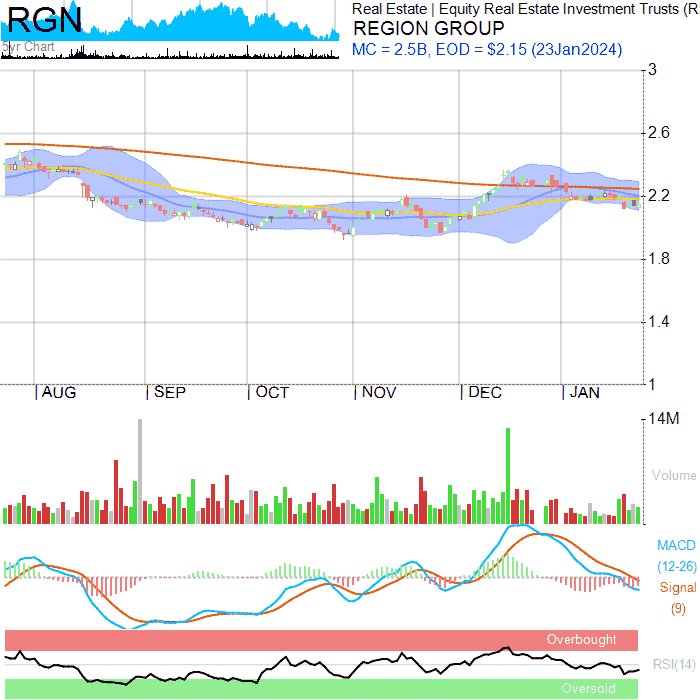 RGN
5yr Chart
Real Estate | Equity Real Estate Investment Trusts (R
REGION GROUP
MC = 2.5B, EOD = $2.15 (23Jan2024)
3
2.6
2.2
1.8
1.4
1
|AUG |SEP |OCT |NOV |DEC |JAN
14M
Volume
MACD
(12-26)
Signal
(9)
Overbought
RSI(14)
Oversold